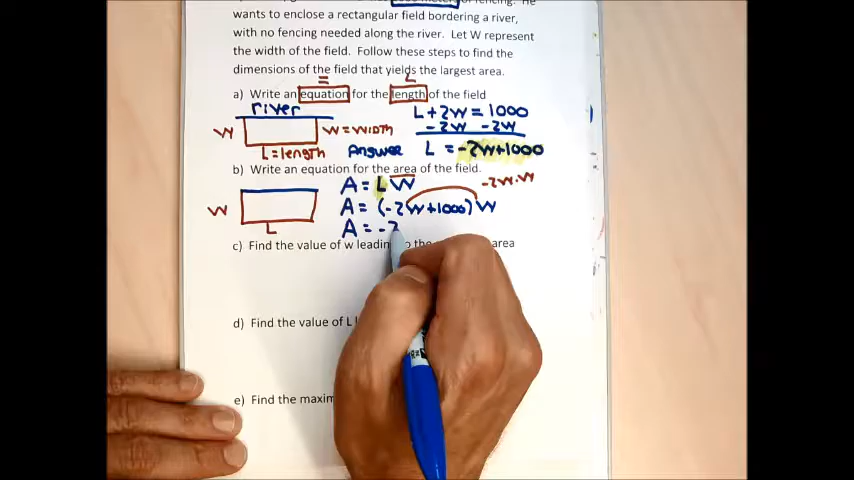 of fencing. He
wants to enclose a rectangular field bordering a river,
with no fencing needed along the river. Let W represent
the width of the field. Follow these steps to find the
dimensions of the field that yields the largest area.
= L
a) Write an equation for the length of the field
river
L+2W=1000
-2W -2W
W W=WIDTH
L=length Answer L = -2W+1000
b) Write an equation for the area of the field.
A = LW -2W·W
W A = (-2W+1000)W
L A = -2
c) Find the value of w leading area
d) Find the value of L
e) Find the